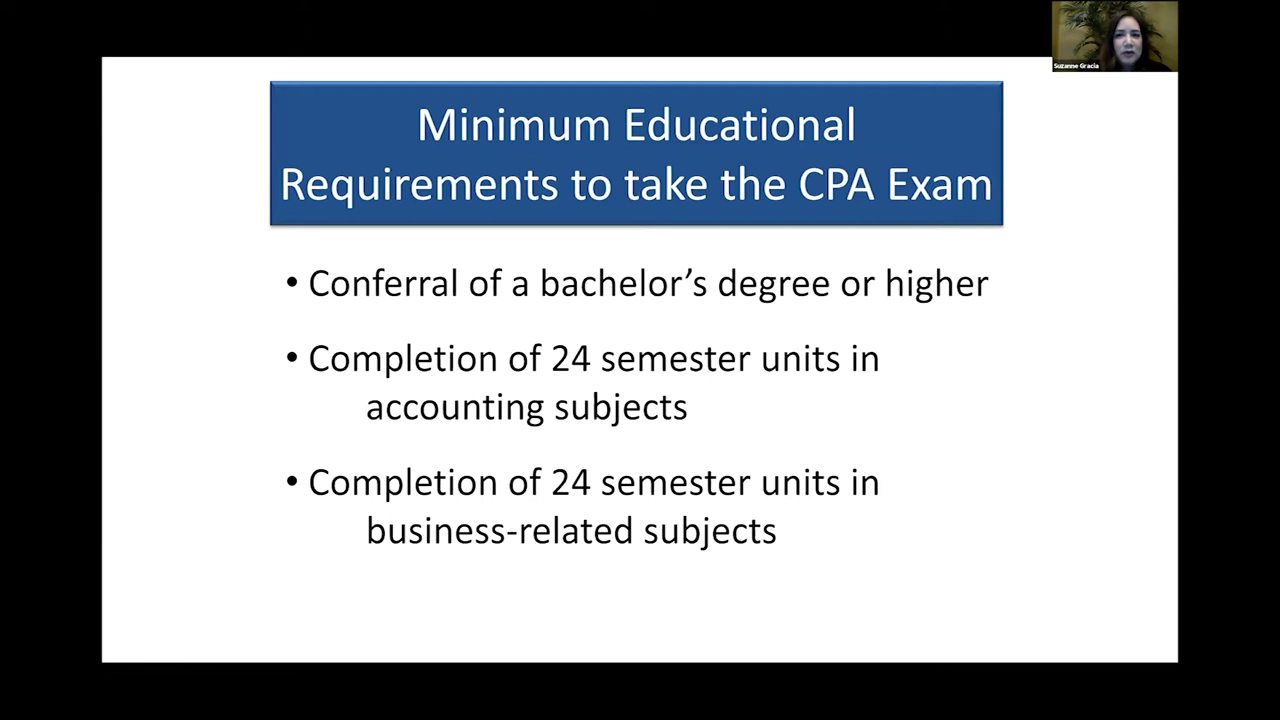 Suzanne Gracia
Minimum Educational
Requirements to take the CPA Exam
• Conferral of a bachelor’s degree or higher
• Completion of 24 semester units in
accounting subjects
• Completion of 24 semester units in
business-related subjects